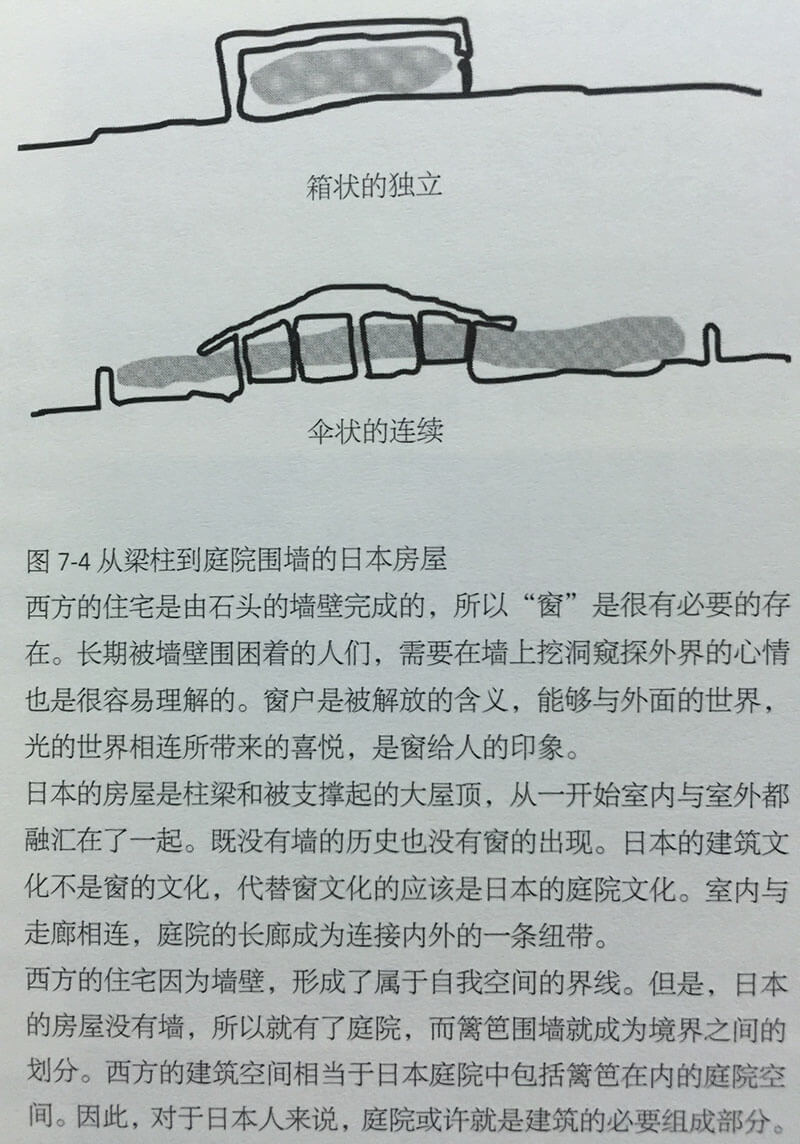 箱状的独立
伞状的连续
图 7-4 从梁柱到庭院围墙的日本房屋
西方的住宅是由石头的墙壁完成的，所以“窗”是很有必要的存
在。长期被墙壁围困着的人们，需要在墙上挖洞窥探外界的心情
也是很容易理解的。窗户是被解放的含义，能够与外面的世界，
光的世界相连所带来的喜悦，是窗给人的印象。
日本的房屋是柱梁和被支撑起的大屋顶，从一开始室内与室外都
融汇在了一起。既没有墙的历史也没有窗的出现。日本的建筑文
化不是窗的文化，代替窗文化的应该是日本的庭院文化。室内与
走廊相连，庭院的长廊成为连接内外的一条纽带。
西方的住宅因为墙壁，形成了属于自我空间的界线。但是，日本
的房屋没有墙，所以就有了庭院，而篱笆围墙就成为境界之间的
划分。西方的建筑空间相当于日本庭院中包括篱笆在内的庭院空
间。因此，对于日本人来说，庭院或许就是建筑的必要组成部分。